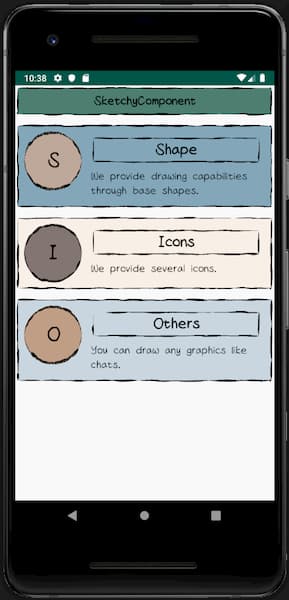 10:38
SketchyComponent
S
Shape
We provide drawing capabilities
through base shapes.
I
Icons
We provide several icons.
O
Others
You can draw any graphics like
chats.